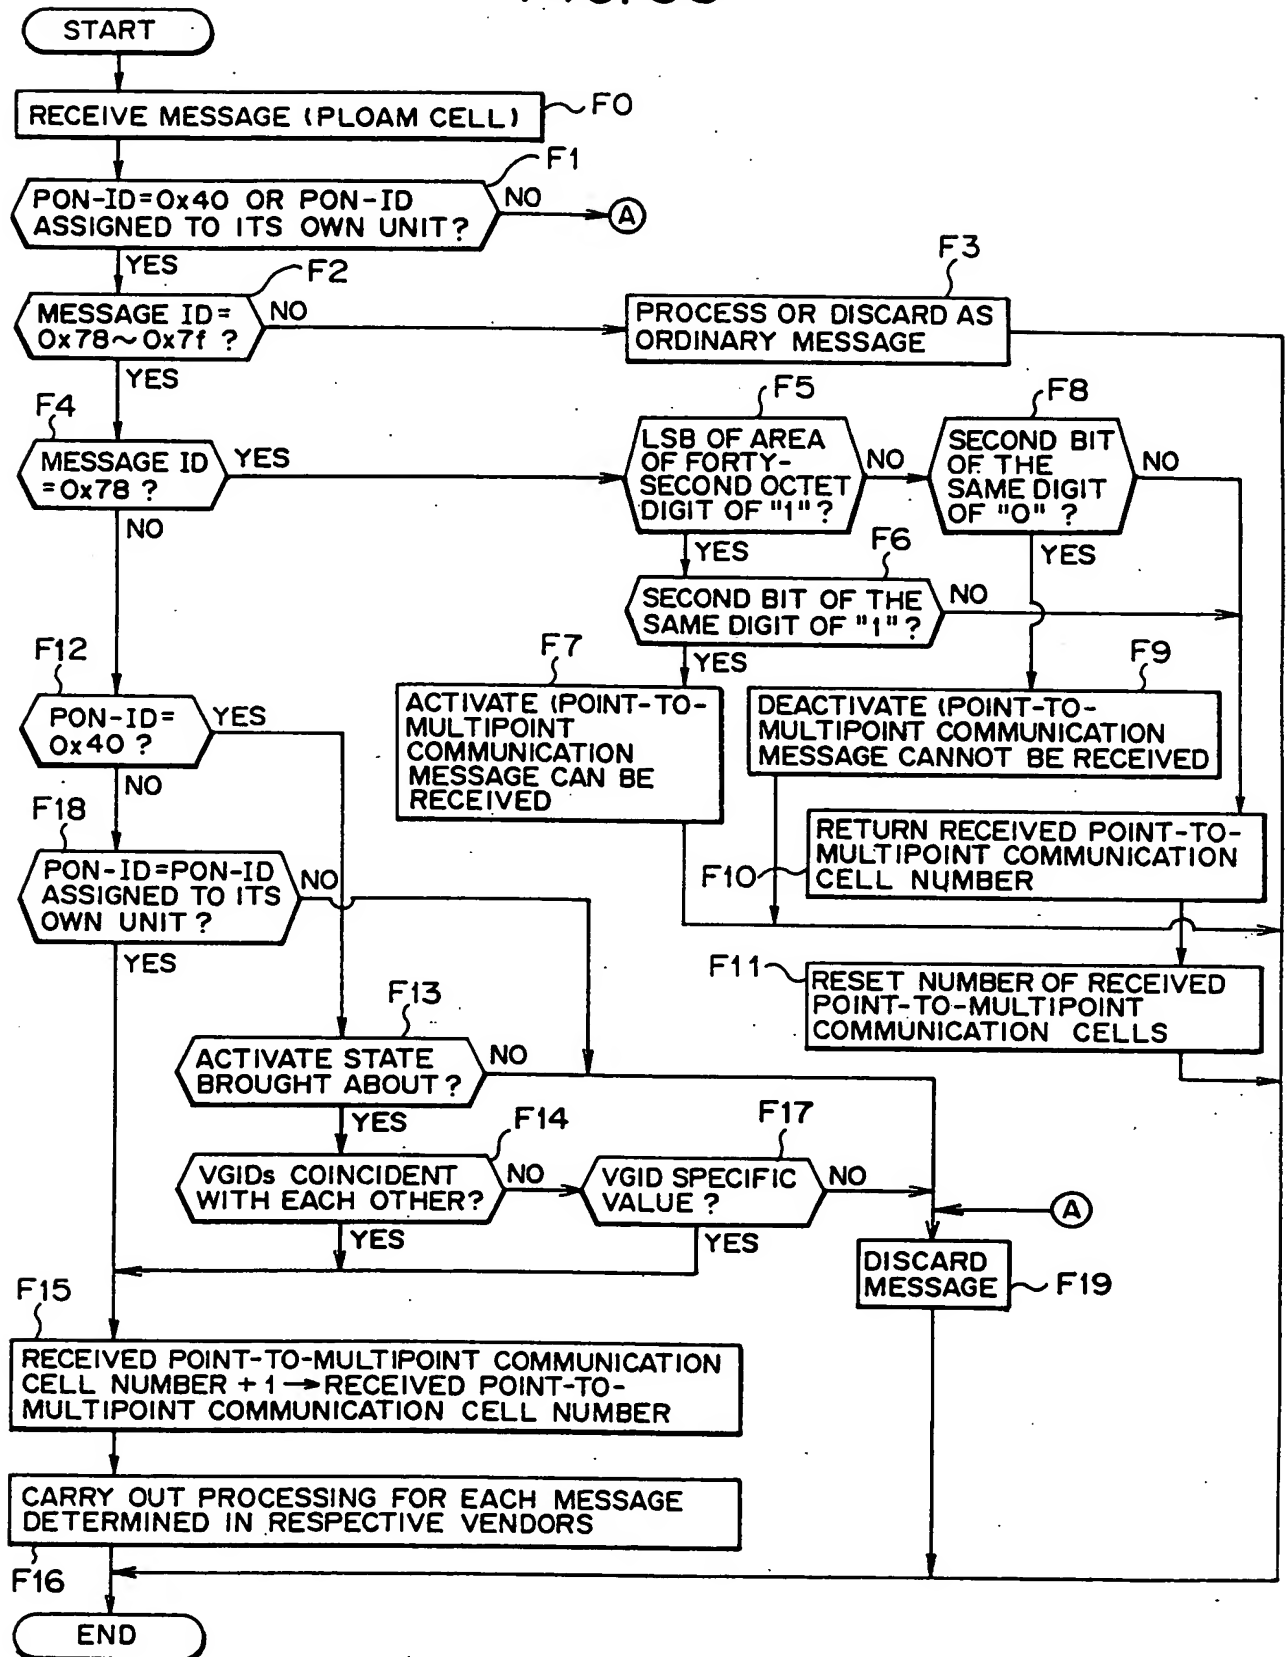 START
RECEIVE MESSAGE (PLOAM CELL)
F0
F1
PON-ID=0x40 OR PON-ID
ASSIGNED TO ITS OWN UNIT?
NO
A
YES
F2
MESSAGE ID=
0x78~0x7f ?
NO
F3
PROCESS OR DISCARD AS
ORDINARY MESSAGE
YES
F4
MESSAGE ID
=0x78 ?
YES
NO
F5
LSB OF AREA
OF FORTY-
SECOND OCTET
DIGIT OF "1"?
NO
YES
F8
SECOND BIT
OF THE
SAME DIGIT
OF "0" ?
NO
YES
F6
SECOND BIT OF THE
SAME DIGIT OF "1"?
NO
YES
F7
ACTIVATE (POINT-TO-
MULTIPOINT
COMMUNICATION
MESSAGE CAN BE
RECEIVED
F9
DEACTIVATE (POINT-TO-
MULTIPOINT COMMUNICATION
MESSAGE CANNOT BE RECEIVED
F10
RETURN RECEIVED POINT-TO-
MULTIPOINT COMMUNICATION
CELL NUMBER
F11
RESET NUMBER OF RECEIVED
POINT-TO-MULTIPOINT
COMMUNICATION CELLS
F12
PON-ID=
0x40 ?
YES
NO
F18
PON-ID=PON-ID
ASSIGNED TO ITS
OWN UNIT?
NO
YES
F13
ACTIVATE STATE
BROUGHT ABOUT?
NO
YES
F14
VGIDs COINCIDENT
WITH EACH OTHER?
NO
YES
F17
VGID SPECIFIC
VALUE ?
NO
YES
A
DISCARD
MESSAGE
F19
F15
RECEIVED POINT-TO-MULTIPOINT COMMUNICATION
CELL NUMBER +1→RECEIVED POINT-TO-
MULTIPOINT COMMUNICATION CELL NUMBER
CARRY OUT PROCESSING FOR EACH MESSAGE
DETERMINED IN RESPECTIVE VENDORS
F16
END